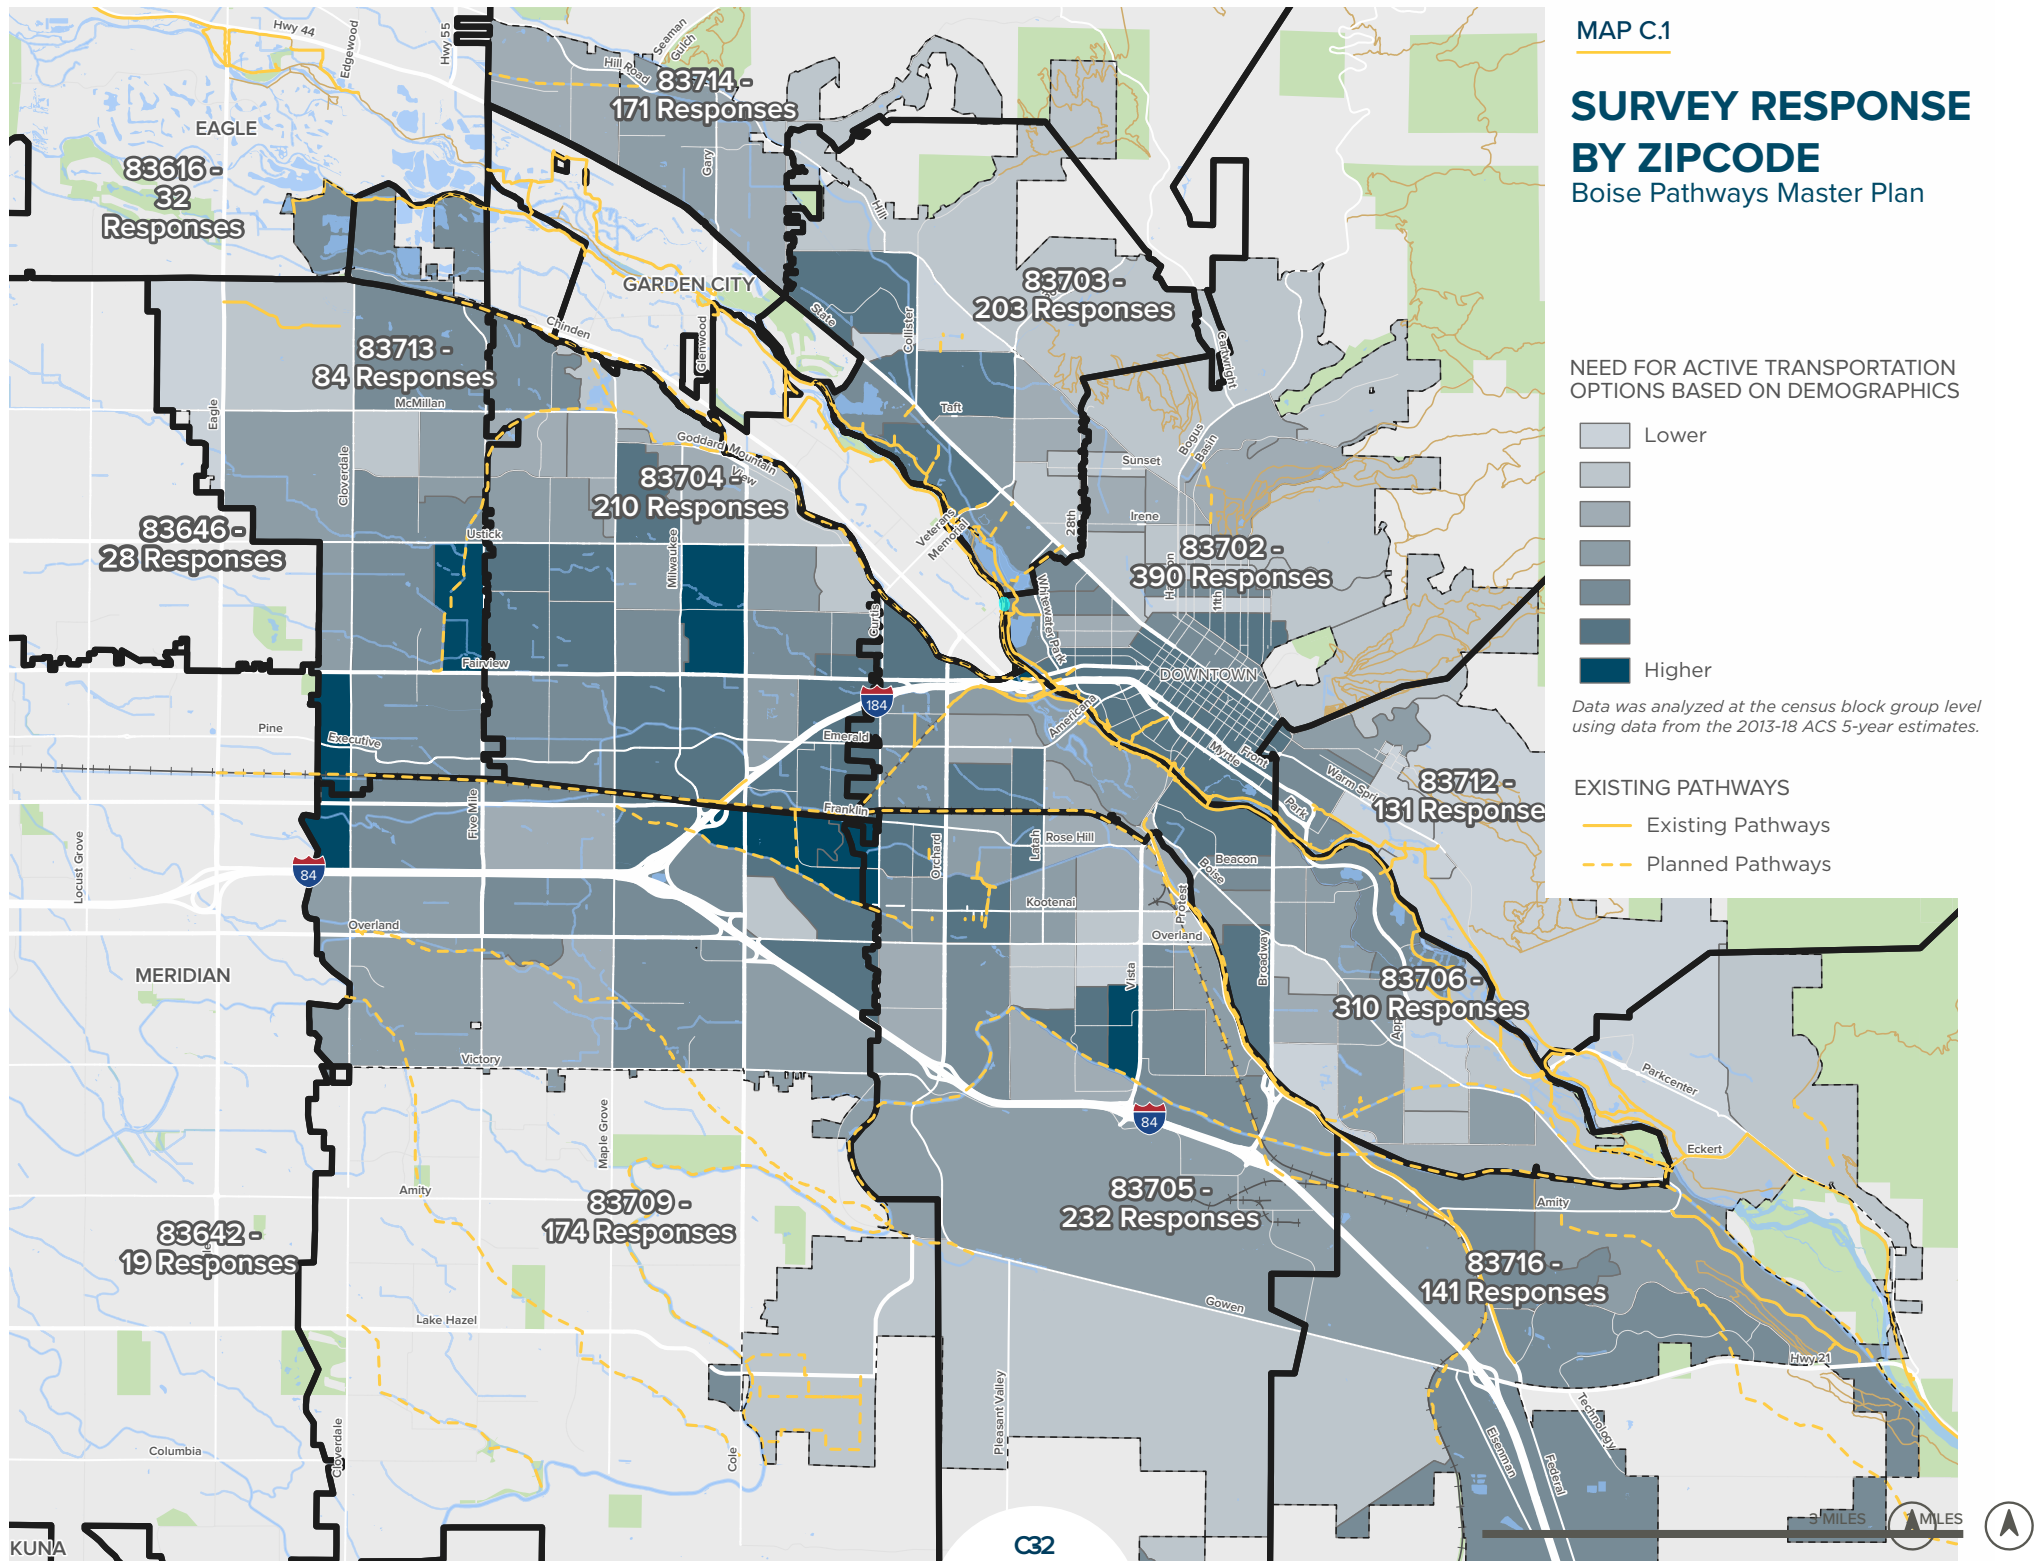 MAP C.1
SURVEY RESPONSE
BY ZIPCODE
Boise Pathways Master Plan
NEED FOR ACTIVE TRANSPORTATION
OPTIONS BASED ON DEMOGRAPHICS
Lower
Higher
Data was analyzed at the census block group level
using data from the 2013-18 ACS 5-year estimates.
EXISTING PATHWAYS
Existing Pathways
Planned Pathways
Hwy 44
Edgewood
Hwy 55
Seaman
Gulch
Hill Road
83714 -
171 Responses
EAGLE
83616 -
32
Responses
Gary
Hill
GARDEN CITY
83703 -
203 Responses
State
Collister
Cartwright
Chinden
Glenwood
83713 -
84 Responses
McMillan
Eagle
Taft
Goddard
Mountain
View
Bogus
Basin
Sunset
Cloverdale
83704 -
210 Responses
83646 -
28 Responses
Ustick
Milwaukee
Veterans
Memorial
28th
Irene
83702 -
390 Responses
11th
Curtis
Whitewater Park
Fairview
DOWNTOWN
184
Pine
Executive
Emerald
Americana
Myrtle
Front
Warm Spri
83712 -
131 Response
Park
Franklin
Five Mile
Locust Grove
Orchard
Latah
Rose Hill
Beacon
Boise
84
Kootenai
Protest
Overland
Overland
Vista
Broadway
MERIDIAN
83706 -
310 Responses
App
Victory
Parkcenter
84
Maple Grove
Eckert
Amity
83705 -
232 Responses
Amity
83709 -
174 Responses
83642 -
19 Responses
83716 -
141 Responses
Gowen
Lake Hazel
Hwy 21
Pleasant Valley
Technology
Eisenman
Federal
Columbia
Cloverdale
Cole
KUNA
C32
3 MILES
MILES